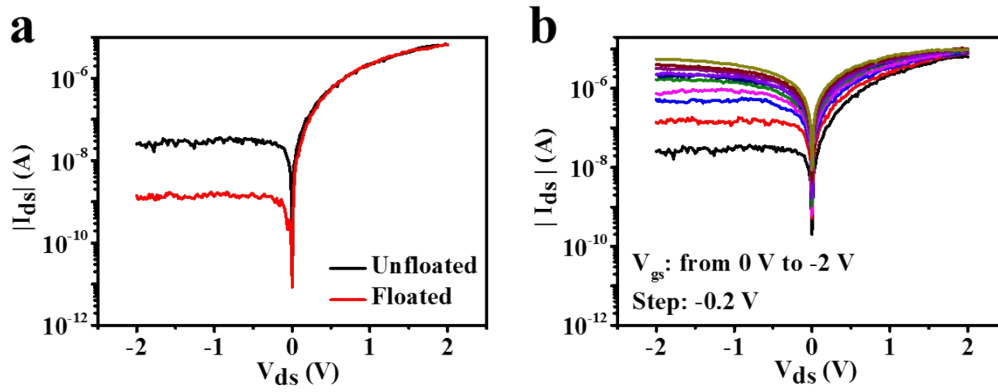 a
|I_ds| (A)
10^-6
10^-8
10^-10
10^-12
Unfloated
Floated
-2
-1
0
1
2
V_ds (V)
b
| I_ds | (A)
10^-6
10^-8
10^-10
10^-12
V_gs: from 0 V to -2 V
Step: -0.2 V
-2
-1
0
1
2
V_ds (V)